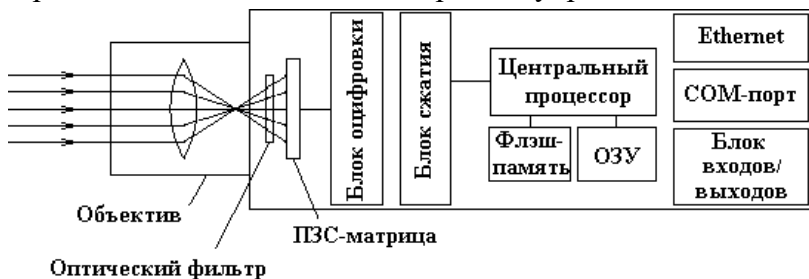 Блок оцифровки
Блок сжатия
Центральный
процессор
Флэш-
память
ОЗУ
Ethernet
COM-порт
Блок
входов/
выходов
Объектив
ПЗС-матрица
Оптический фильтр